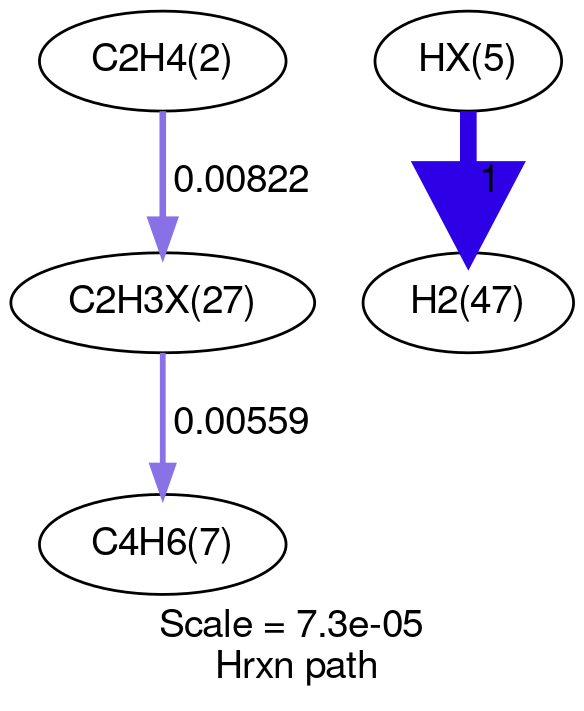 C2H4(2)
HX(5)
0.00822
1
C2H3X(27)
H2(47)
0.00559
C4H6(7)
Scale = 7.3e-05
Hrxn path